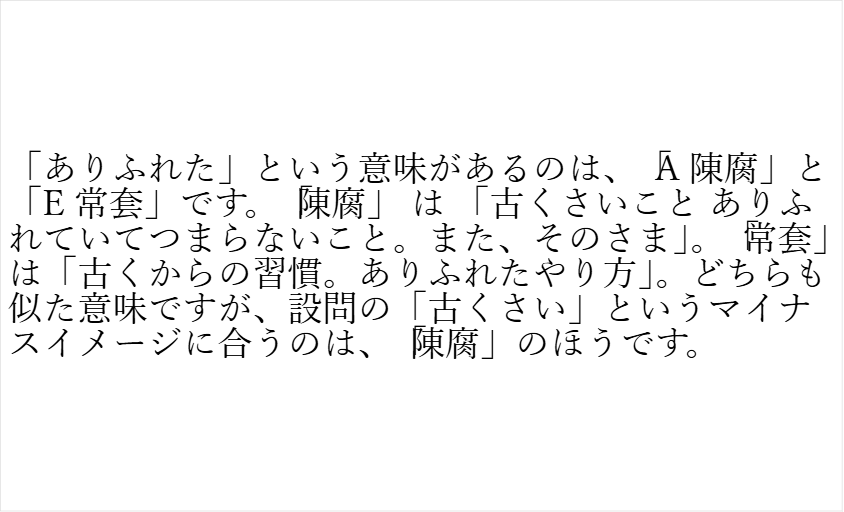 「ありふれた」という意味があるのは、「A 陳腐」と
「E 常套」です。「陳腐」 は 「古くさいこと ありふ
れていてつまらないこと。また、そのさま」。「常套」
は「古くからの習慣。ありふれたやり方」。どちらも
似た意味ですが、設問の「古くさい」というマイナ
スイメージに合うのは、「陳腐」のほうです。